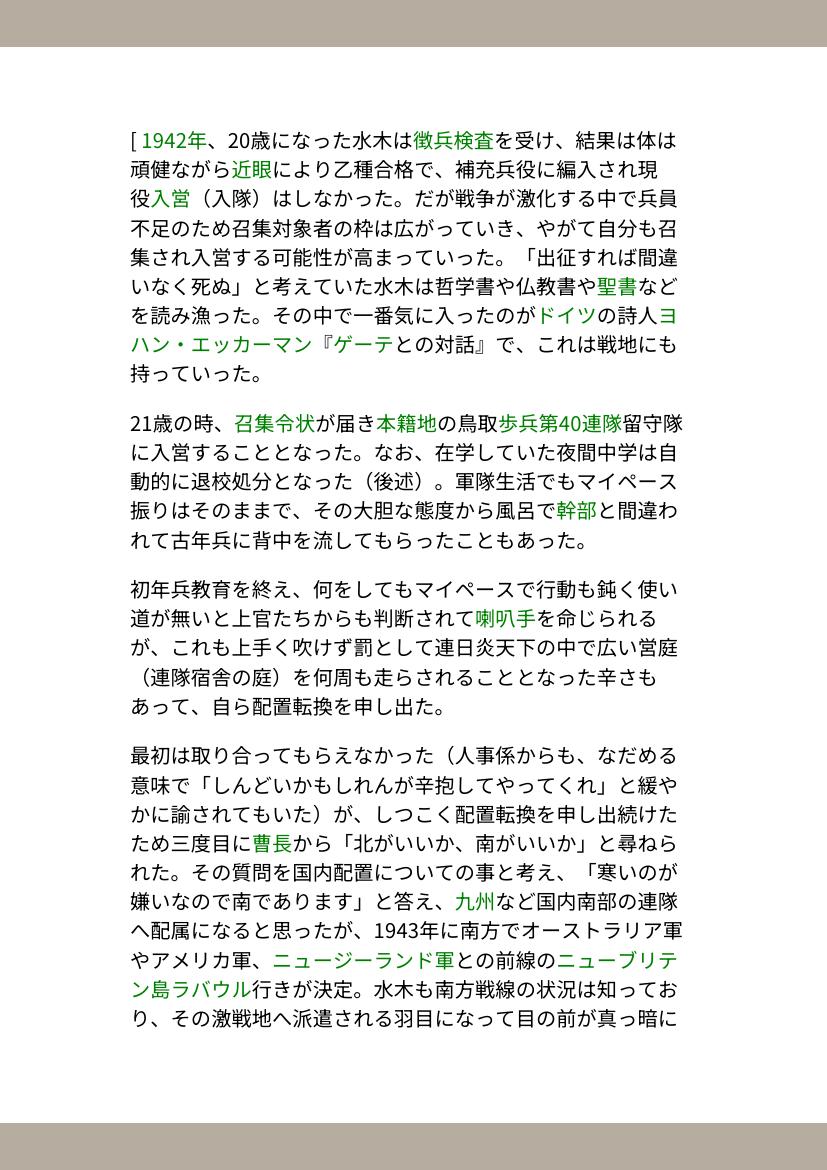 [ 1942年、20歳になった水木は徴兵検査を受け、結果は体は
頑健ながら近眼により乙種合格で、補充兵役に編入され現
役入営（入隊）はしなかった。だが戦争が激化する中で兵員
不足のため召集対象者の枠は広がっていき、やがて自分も召
集され入営する可能性が高まっていった。「出征すれば間違
いなく死ぬ」と考えていた水木は哲学書や仏教書や聖書など
を読み漁った。その中で一番気に入ったのがドイツの詩人ヨ
ハン・エッカーマン『ゲーテとの対話』で、これは戦地にも
持っていった。
21歳の時、召集令状が届き本籍地の鳥取歩兵第40連隊留守隊
に入営することとなった。なお、在学していた夜間中学は自
動的に退校処分となった（後述）。軍隊生活でもマイペース
振りはそのままで、その大胆な態度から風呂で幹部と間違わ
れて古年兵に背中を流してもらったこともあった。
初年兵教育を終え、何をしてもマイペースで行動も鈍く使い
道が無いと上官たちからも判断されて喇叭手を命じられる
が、これも上手く吹けず罰として連日炎天下の中で広い営庭
（連隊宿舎の庭）を何周も走らされることとなった辛さも
あって、自ら配置転換を申し出た。
最初は取り合ってもらえなかった（人事係からも、なだめる
意味で「しんどいかもしれんが辛抱してやってくれ」と緩や
かに諭されてもいた）が、しつこく配置転換を申し出続けた
ため三度目に曹長から「北がいいか、南がいいか」と尋ねら
れた。その質問を国内配置についての事と考え、「寒いのが
嫌いなので南であります」と答え、九州など国内南部の連隊
へ配属になると思ったが、1943年に南方でオーストラリア軍
やアメリカ軍、ニュージーランド軍との前線のニューブリテ
ン島ラバウル行きが決定。水木も南方戦線の状況は知ってお
り、その激戦地へ派遣される羽目になって目の前が真っ暗に